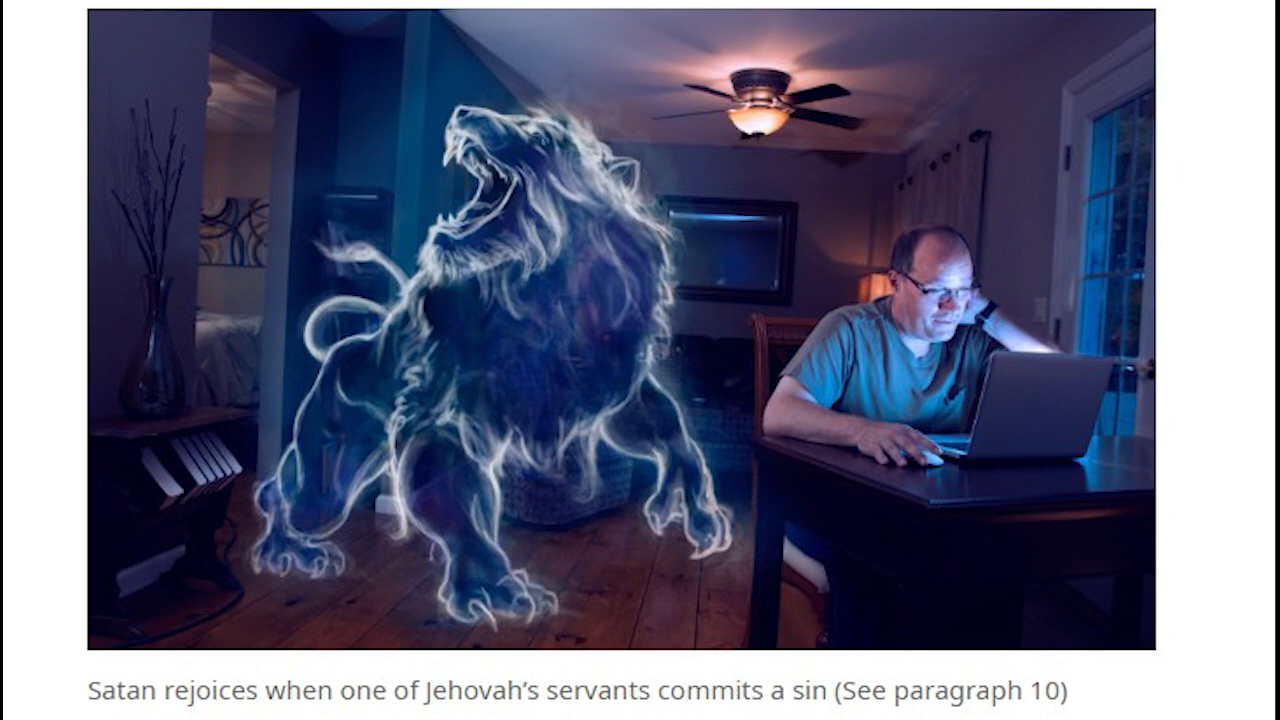 Satan rejoices when one of Jehovah’s servants commits a sin (See paragraph 10)